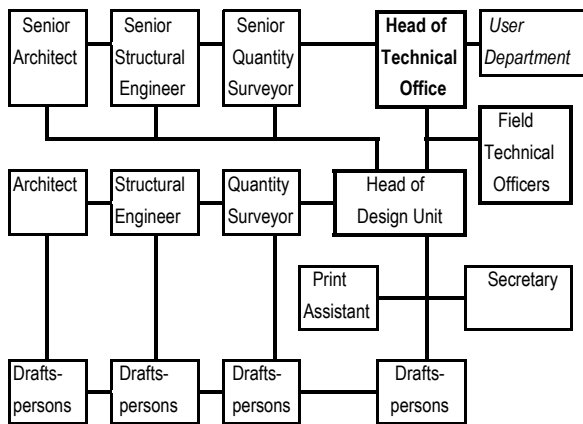 Senior
Architect
Senior
Structural
Engineer
Senior
Quantity
Surveyor
Head of
Technical
Office
User
Department
Field
Technical
Officers
Architect
Structural
Engineer
Quantity
Surveyor
Head of
Design Unit
Print
Assistant
Secretary
Drafts-
persons
Drafts-
persons
Drafts-
persons
Drafts-
persons